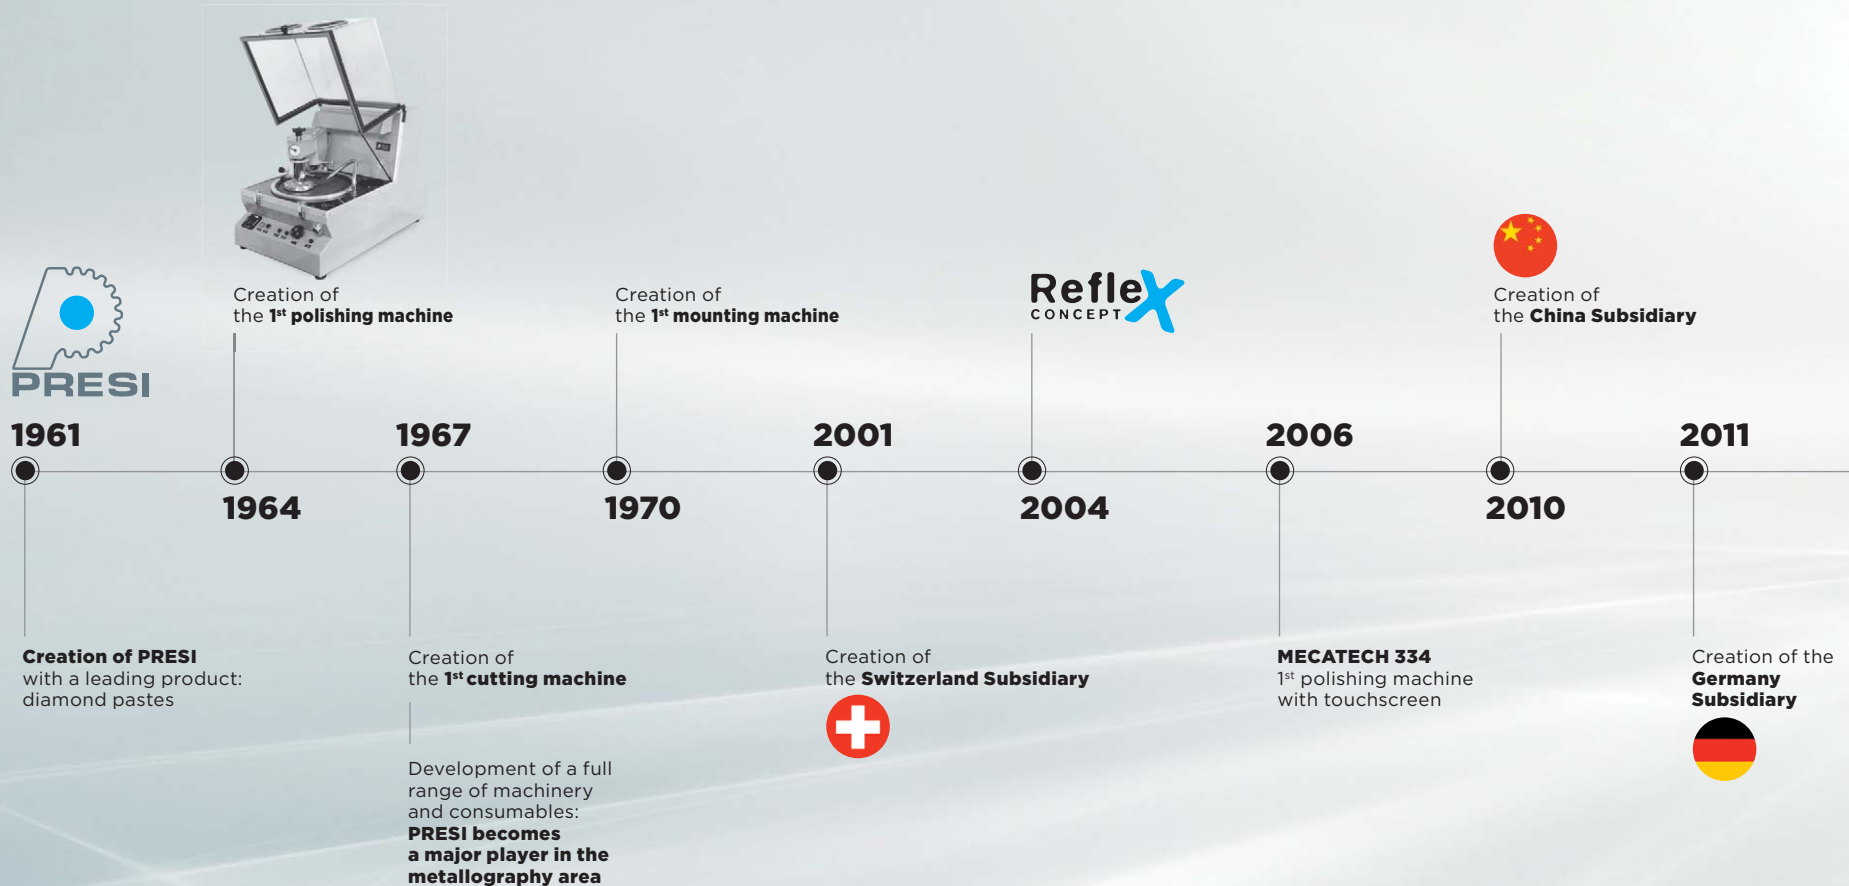 PRESI
1961
Creation of PRESI
with a leading product:
diamond pastes
Creation of
the 1st polishing machine
1964
1967
Creation of
the 1st cutting machine
Development of a full
range of machinery
and consumables:
PRESI becomes
a major player in the
metallography area
Creation of
the 1st mounting machine
1970
2001
Creation of
the Switzerland Subsidiary
RefleX
CONCEPT
2004
2006
MECATECH 334
1st polishing machine
with touchscreen
Creation of
the China Subsidiary
2010
2011
Creation of the
Germany
Subsidiary